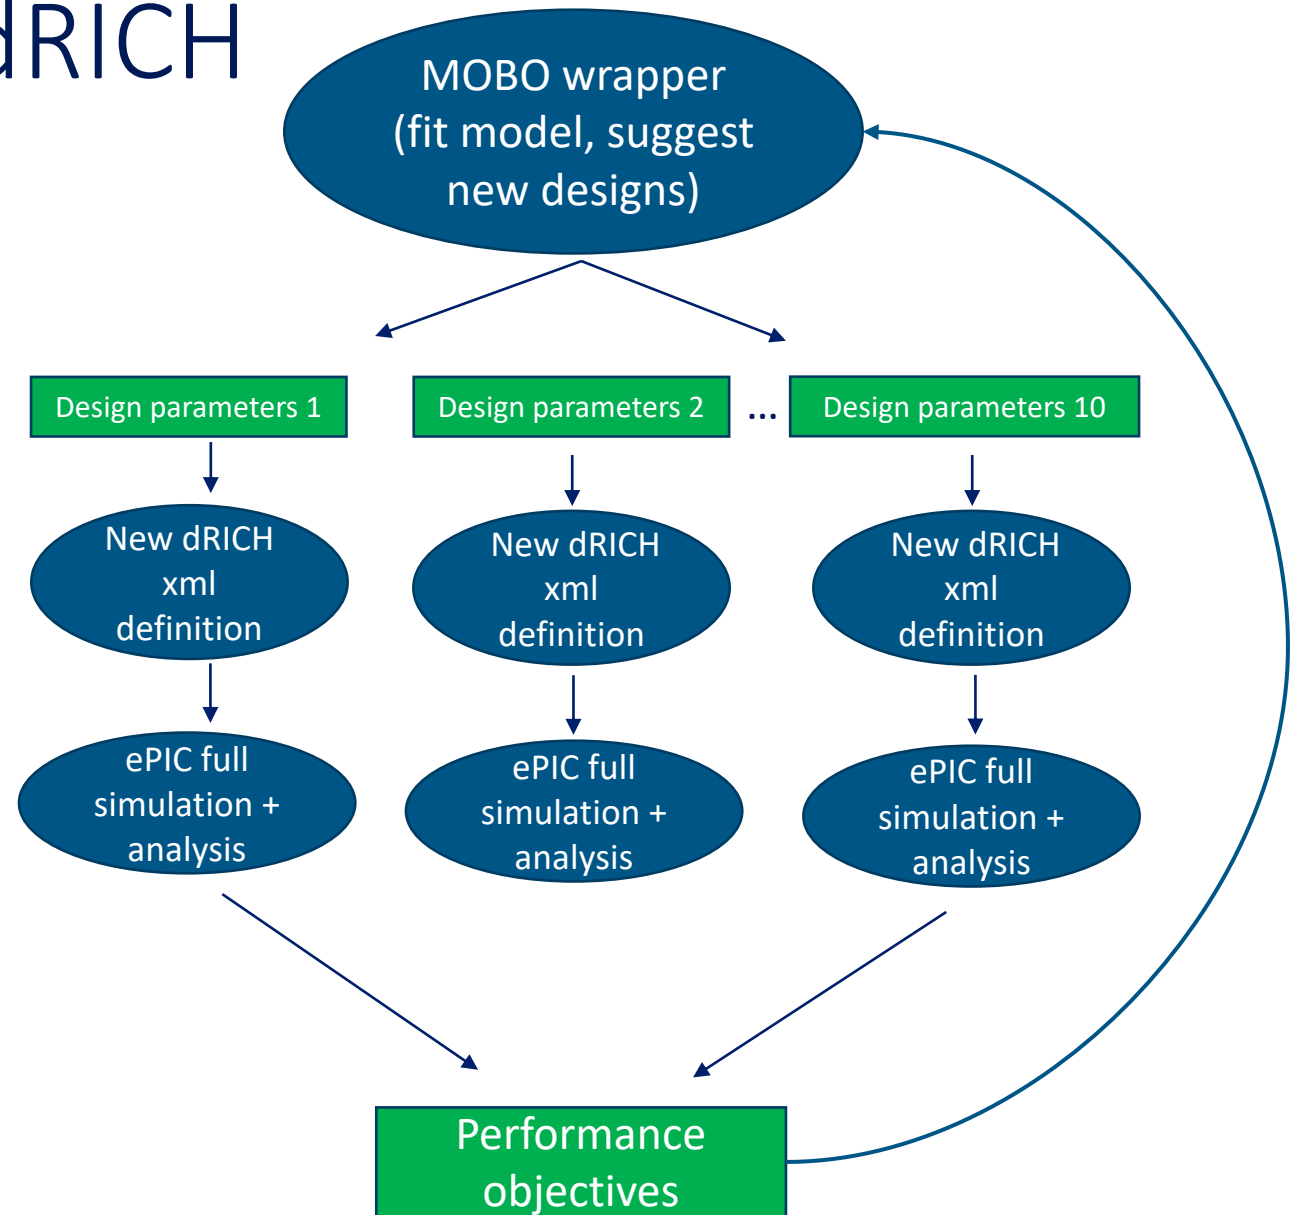 dRICH
MOBO wrapper
(fit model, suggest
new designs)
Design parameters 1
Design parameters 2
...
Design parameters 10
New dRICH
xml
definition
New dRICH
xml
definition
New dRICH
xml
definition
ePIC full
simulation +
analysis
ePIC full
simulation +
analysis
ePIC full
simulation +
analysis
Performance
objectives